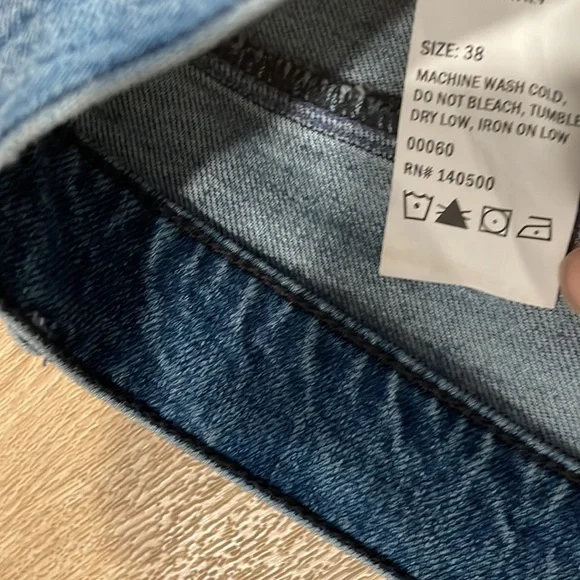 SIZE: 38
MACHINE WASH COLD,
DO NOT BLEACH, TUMBLE
DRY LOW, IRON ON LOW
00060
RN# 140500